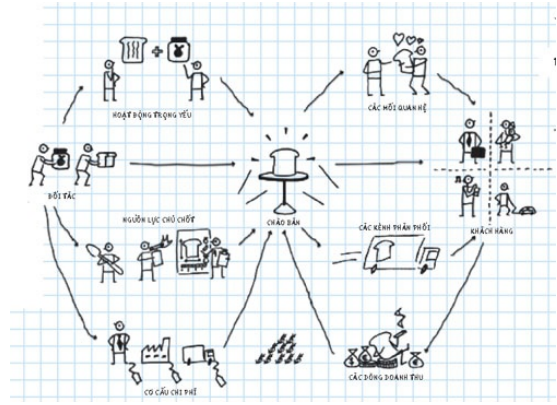 HOẠT ĐỘNG TRỌNG YẾU
CÁC MỐI QUAN HỆ
ĐỐI TÁC
NGUỒN LỰC CHỦ CHỐT
CHÀO BÁN
CÁC KÊNH PHÂN PHỐI
KHÁCH HÀNG
CƠ CẤU CHI PHÍ
CÁC DÒNG DOANH THU